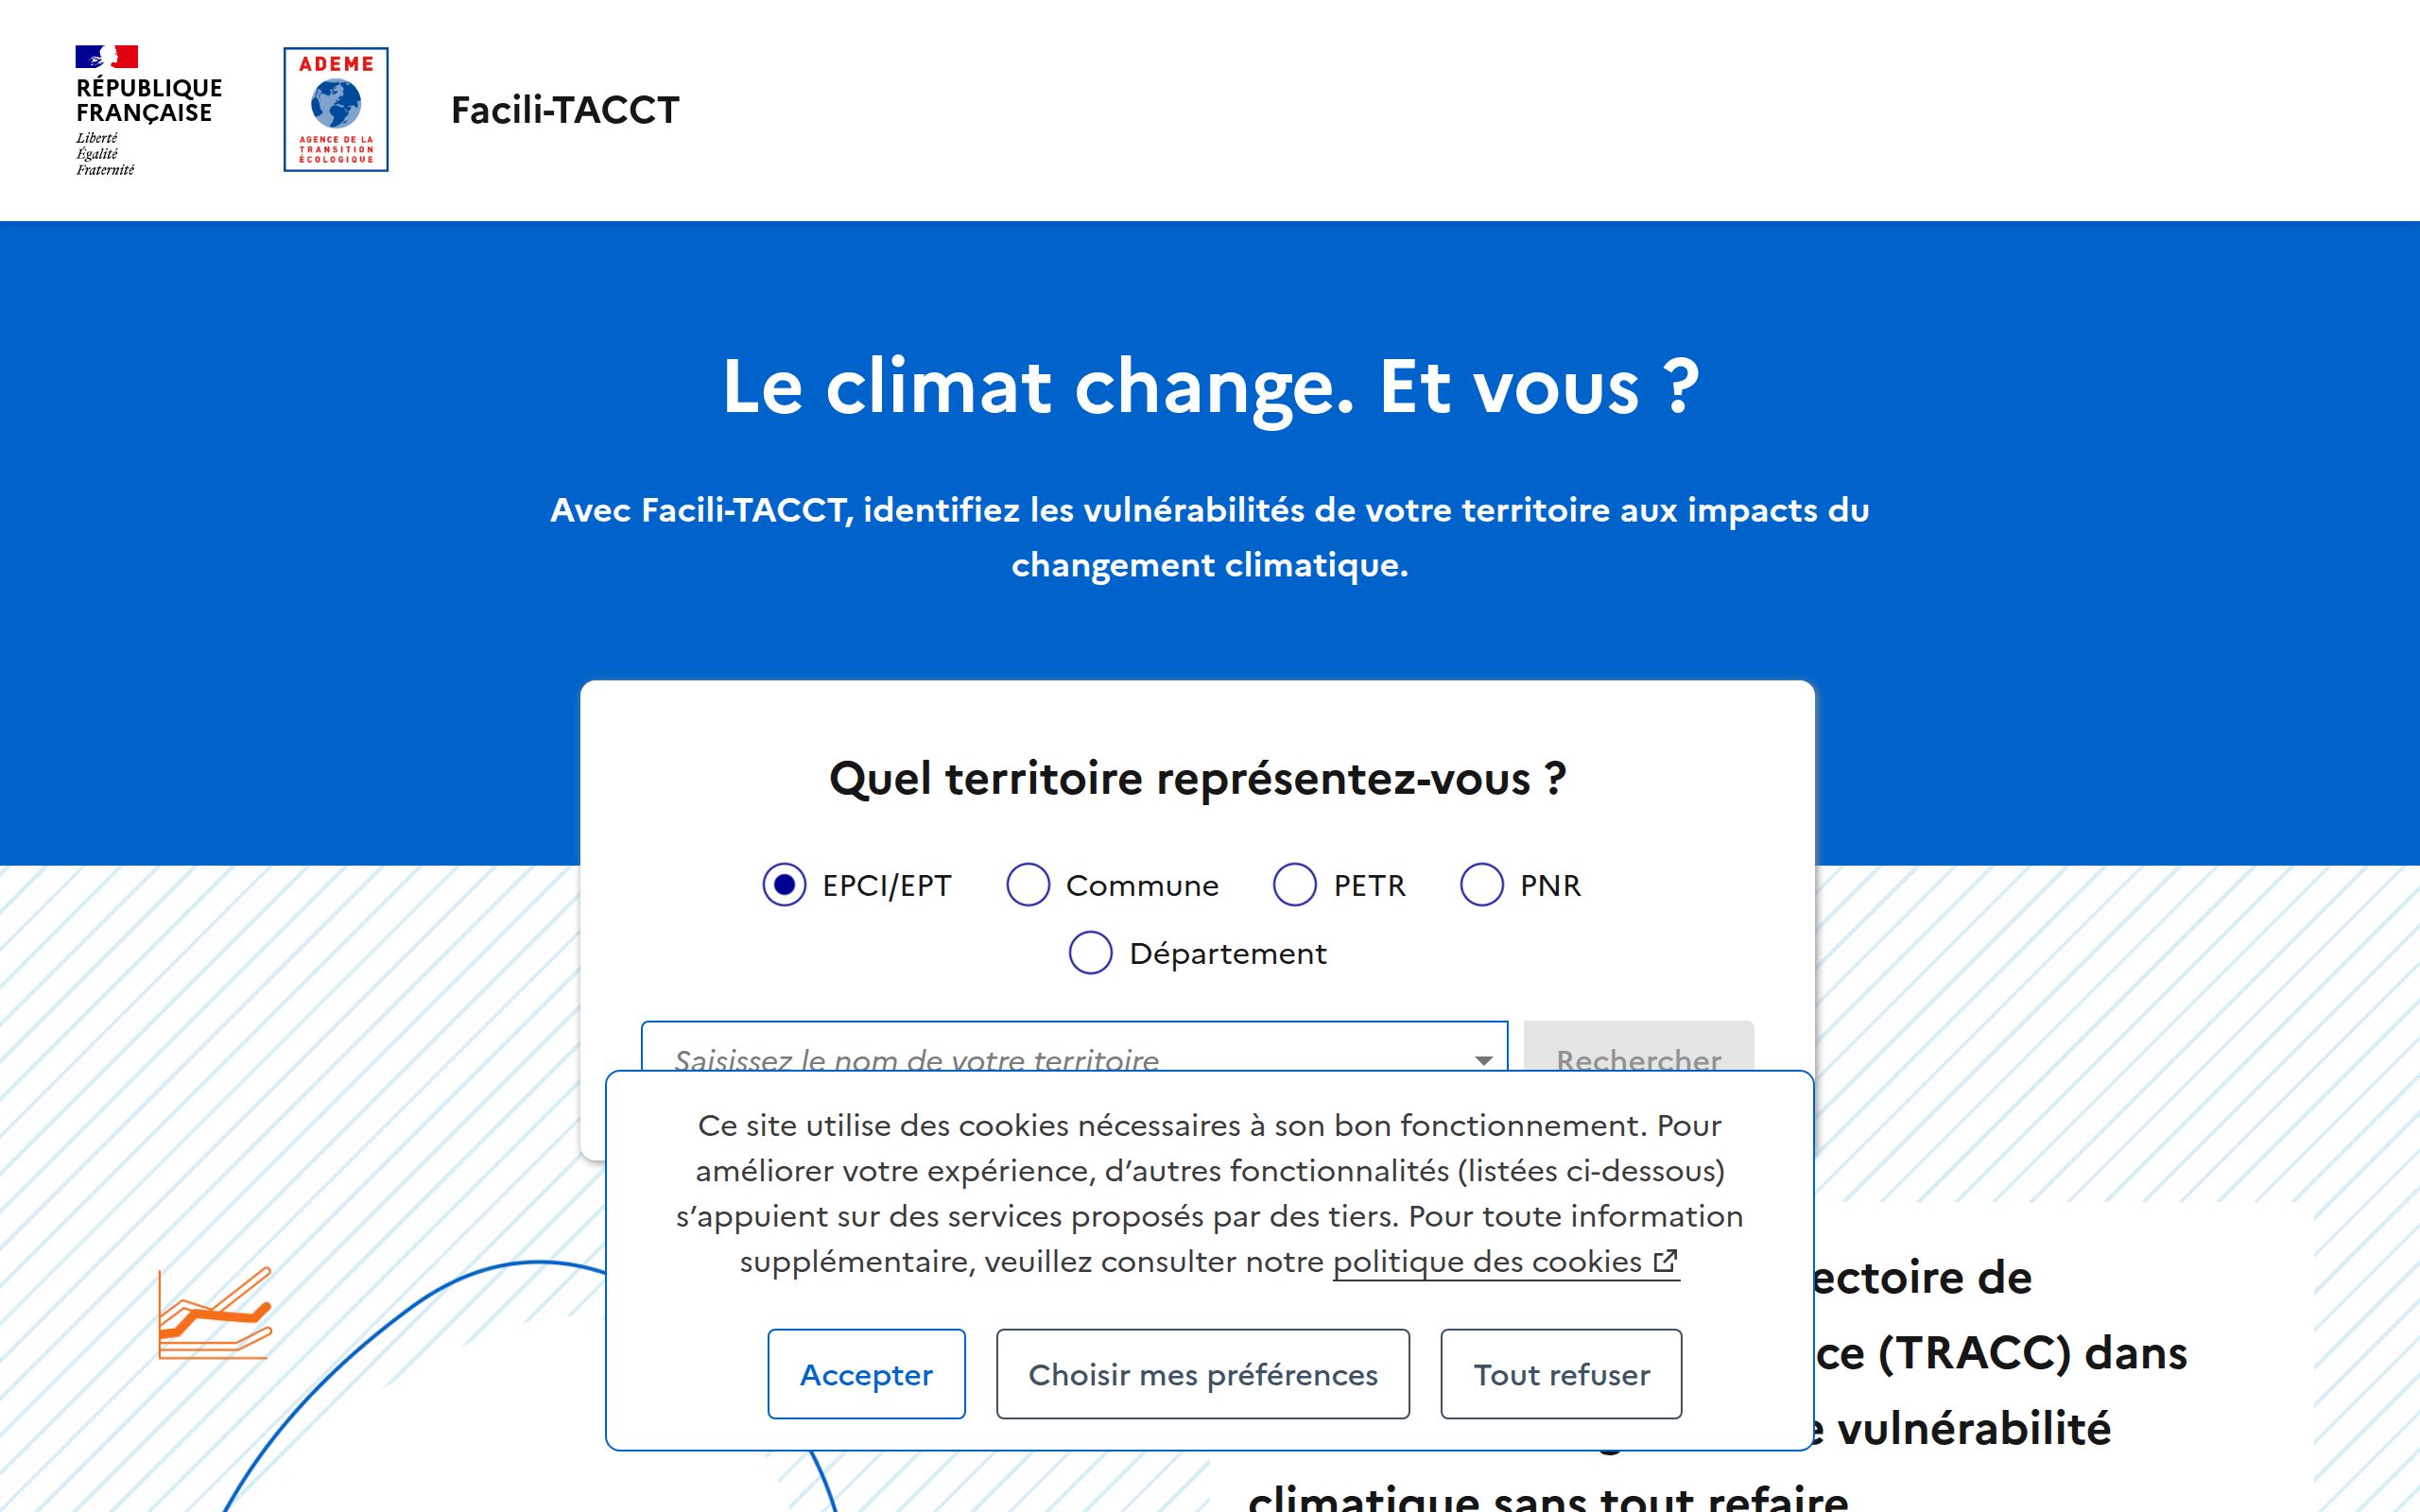 RÉPUBLIQUE
FRANÇAISE
Liberté
Égalité
Fraternité
ADEME
AGENCE DE LA
TRANSITION
ÉCOLOGIQUE
Facili-TACCT
Le climat change. Et vous ?
Avec Facili-TACCT, identifiez les vulnérabilités de votre territoire aux impacts du
changement climatique.
Quel territoire représentez-vous ?
EPCI/EPT
Commune
PETR
PNR
Département
Saisissez le nom de votre territoire
Rechercher
Ce site utilise des cookies nécessaires à son bon fonctionnement. Pour
améliorer votre expérience, d’autres fonctionnalités (listées ci-dessous)
s’appuient sur des services proposés par des tiers. Pour toute information
supplémentaire, veuillez consulter notre politique des cookies
Accepter
Choisir mes préférences
Tout refuser
ectoire de
ce (TRACC) dans
vulnérabilité
climatique sans tout refaire